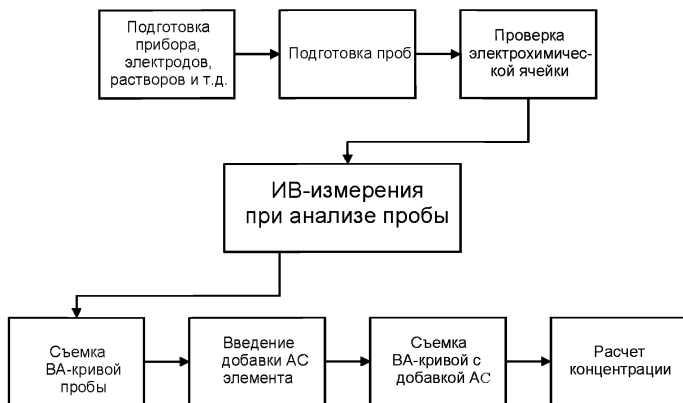 Подготовка
прибора,
электродов,
растворов и т.д.
Подготовка проб
Проверка
электрохимичес-
кой ячейки
ИВ-измерения
при анализе пробы
Съемка
ВА-кривой
пробы
Введение
добавки АС
элемента
Съемка
ВА-кривой с
добавкой АС
Расчет
концентрации